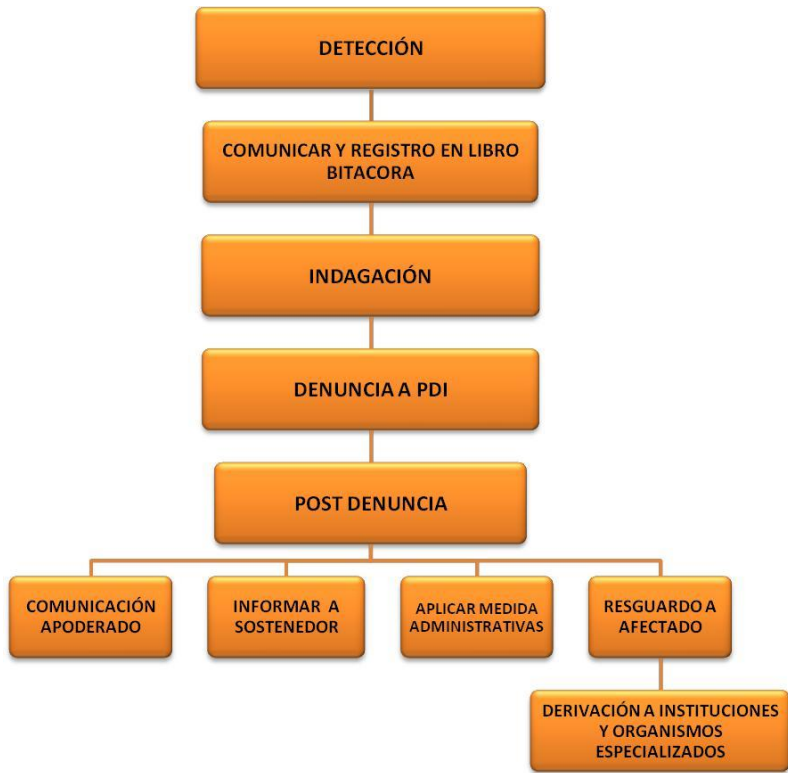 DETECCIÓN
COMUNICAR Y REGISTRO EN LIBRO
BITACORA
INDAGACIÓN
DENUNCIA A PDI
POST DENUNCIA
COMUNICACIÓN
APODERADO
INFORMAR A
SOSTENEDOR
APLICAR MEDIDA
ADMINISTRATIVAS
RESGUARDO A
AFECTADO
DERIVACIÓN A INSTITUCIONES
Y ORGANISMOS
ESPECIALIZADOS